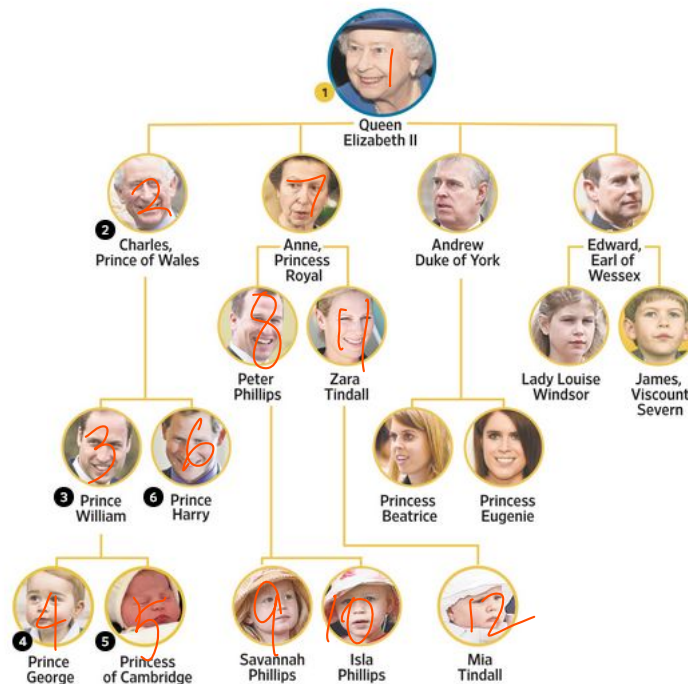 1
1
Queen
Elizabeth II
2
7
2
Charles,
Prince of Wales
Anne,
Princess
Royal
Andrew
Duke of York
Edward,
Earl of
Wessex
8
11
Peter
Phillips
Zara
Tindall
Lady Louise
Windsor
James,
Viscount
Severn
3
6
3
Prince
William
6
Prince
Harry
Princess
Beatrice
Princess
Eugenie
4
5
9
10
12
4
Prince
George
5
Princess
of Cambridge
Savannah
Phillips
Isla
Phillips
Mia
Tindall